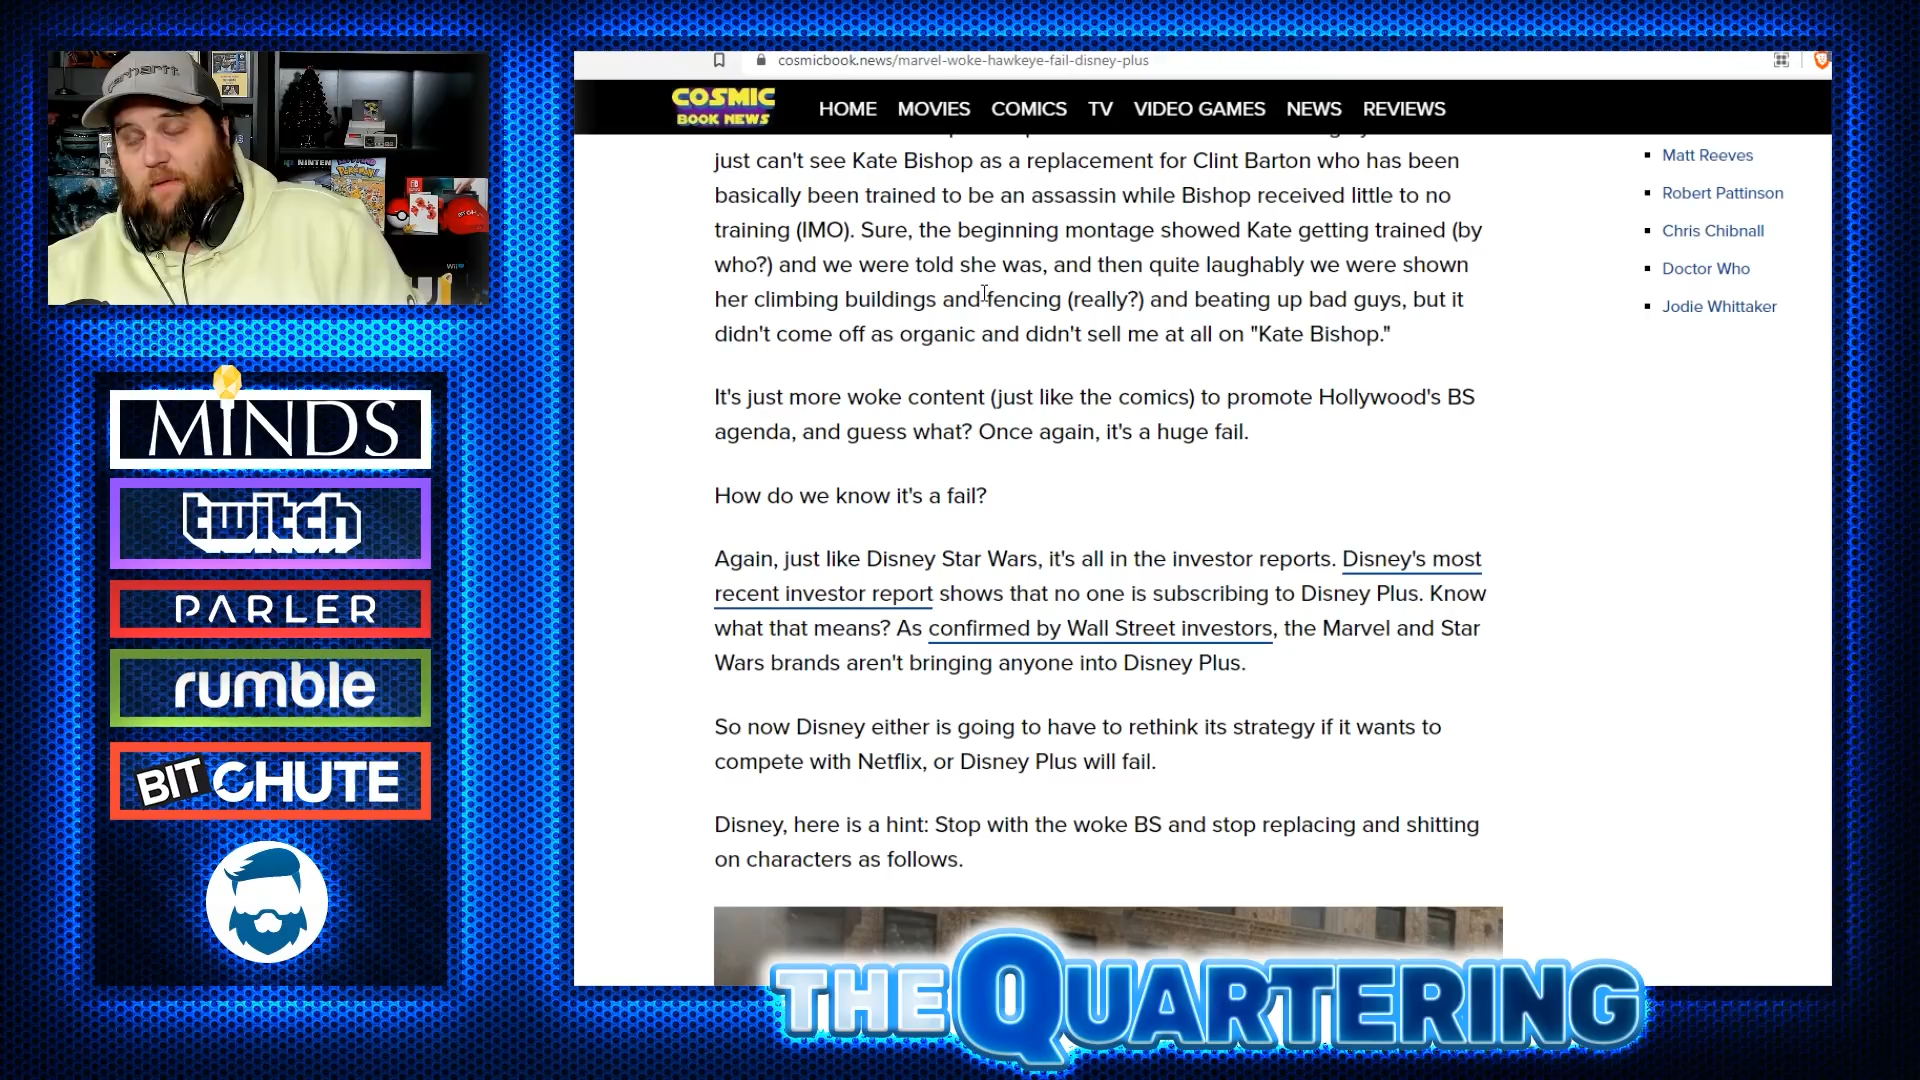 cosmicbook.news/marvel-woke-hawkeye-fail-disney-plus
COSMIC
BOOK NEWS
HOME MOVIES COMICS TV VIDEO GAMES NEWS REVIEWS
just can't see Kate Bishop as a replacement for Clint Barton who has been
basically been trained to be an assassin while Bishop received little to no
training (IMO). Sure, the beginning montage showed Kate getting trained (by
who?) and we were told she was, and then quite laughably we were shown
her climbing buildings and fencing (really?) and beating up bad guys, but it
didn't come off as organic and didn't sell me at all on "Kate Bishop."
It's just more woke content (just like the comics) to promote Hollywood's BS
agenda, and guess what? Once again, it's a huge fail.
How do we know it's a fail?
Again, just like Disney Star Wars, it's all in the investor reports. Disney's most
recent investor report shows that no one is subscribing to Disney Plus. Know
what that means? As confirmed by Wall Street investors, the Marvel and Star
Wars brands aren't bringing anyone into Disney Plus.
So now Disney either is going to have to rethink its strategy if it wants to
compete with Netflix, or Disney Plus will fail.
Disney, here is a hint: Stop with the woke BS and stop replacing and shitting
on characters as follows.
Matt Reeves
Robert Pattinson
Chris Chibnall
Doctor Who
Jodie Whittaker
carhartt
NINTEN
WiiU
MINDS
twitch
PARLER
rumble
BITCHUTE
THE QUARTERING